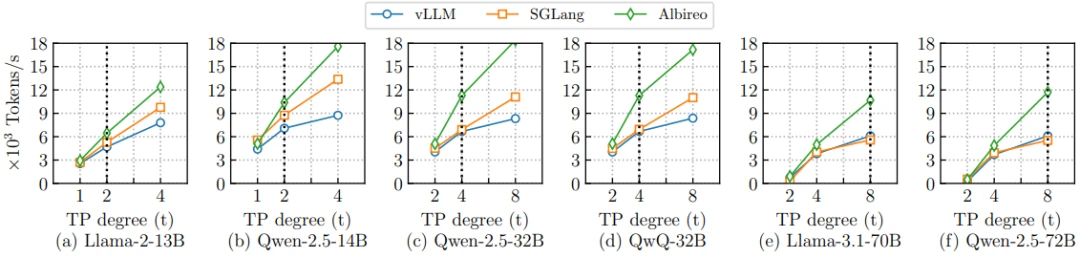 vLLM SGLang Albireo
×10³ Tokens/s
18 15 12 9 6 3 0
1 2 4
TP degree (t)
(a) Llama-2-13B
18 15 12 9 6 3 0
1 2 4
TP degree (t)
(b) Qwen-2.5-14B
18 15 12 9 6 3 0
2 4 8
TP degree (t)
(c) Qwen-2.5-32B
18 15 12 9 6 3 0
2 4 8
TP degree (t)
(d) QwQ-32B
18 15 12 9 6 3 0
2 4 8
TP degree (t)
(e) Llama-3.1-70B
18 15 12 9 6 3 0
2 4 8
TP degree (t)
(f) Qwen-2.5-72B